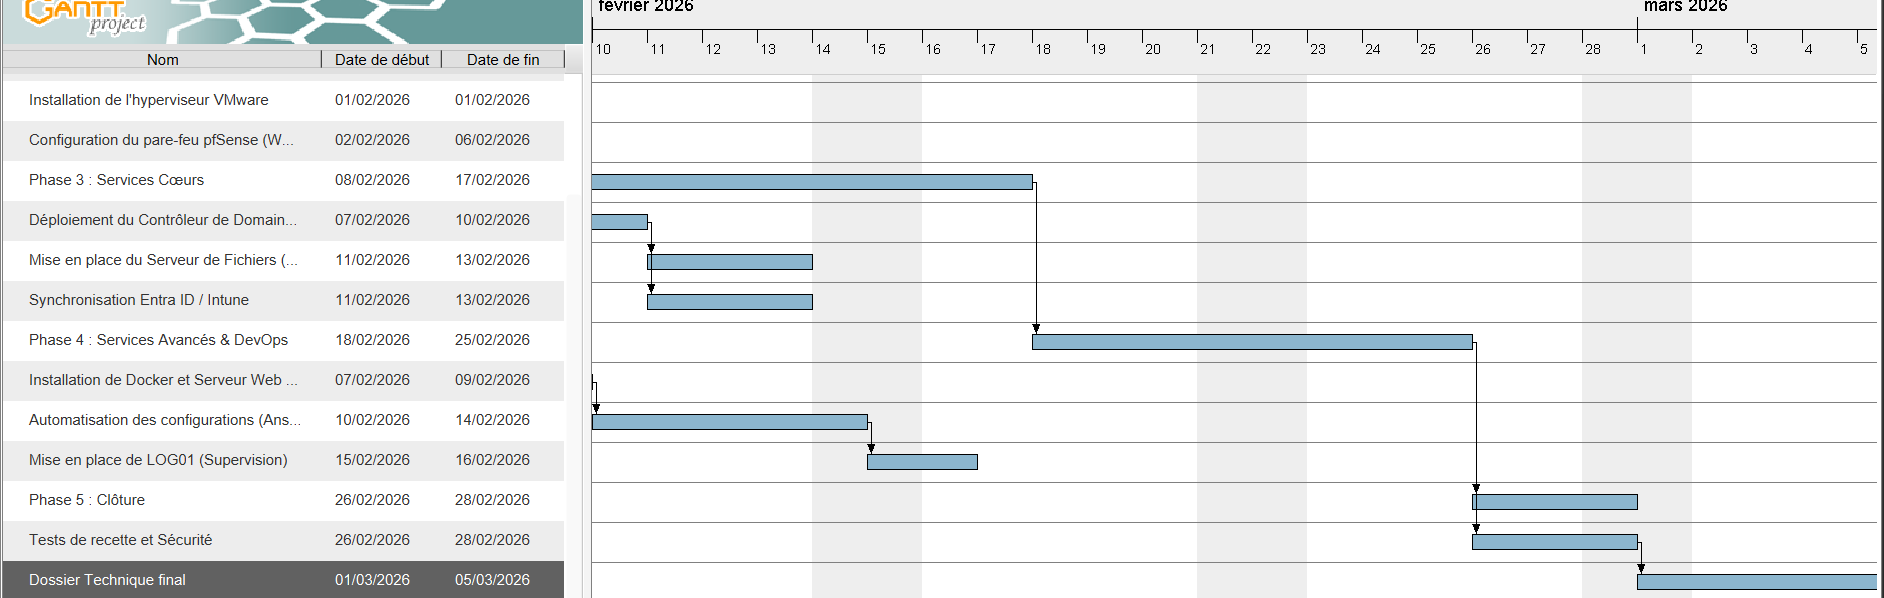 GANTT
project
février 2026
mars 2026
Nom Date de début Date de fin
10 11 12 13 14 15 16 17 18 19 20 21 22 23 24 25 26 27 28 1 2 3 4 5
Installation de l'hyperviseur VMware 01/02/2026 01/02/2026
Configuration du pare-feu pfSense (W... 02/02/2026 06/02/2026
Phase 3 : Services Cœurs 08/02/2026 17/02/2026
Déploiement du Contrôleur de Domain... 07/02/2026 10/02/2026
Mise en place du Serveur de Fichiers (... 11/02/2026 13/02/2026
Synchronisation Entra ID / Intune 11/02/2026 13/02/2026
Phase 4 : Services Avancés & DevOps 18/02/2026 25/02/2026
Installation de Docker et Serveur Web ... 07/02/2026 09/02/2026
Automatisation des configurations (Ans... 10/02/2026 14/02/2026
Mise en place de LOG01 (Supervision) 15/02/2026 16/02/2026
Phase 5 : Clôture 26/02/2026 28/02/2026
Tests de recette et Sécurité 26/02/2026 28/02/2026
Dossier Technique final 01/03/2026 05/03/2026